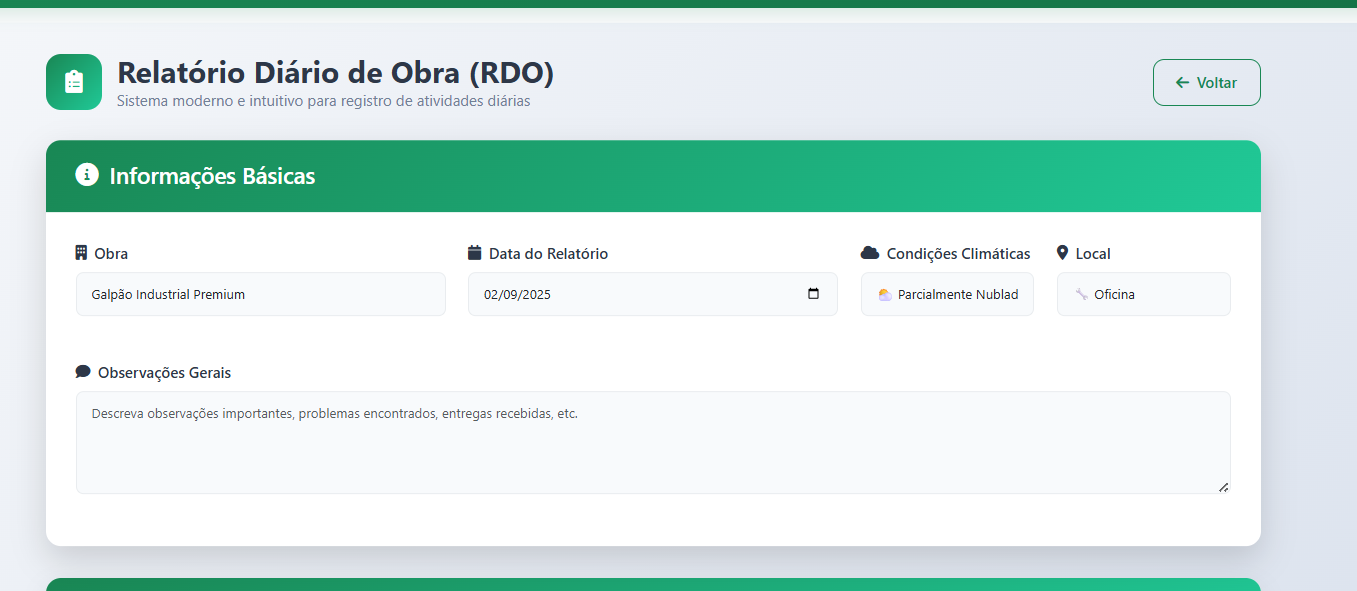 Relatório Diário de Obra (RDO)
Sistema moderno e intuitivo para registro de atividades diárias
Voltar
Informações Básicas
Obra
Data do Relatório
Condições Climáticas
Local
Galpão Industrial Premium
02/09/2025
Parcialmente Nublad
Oficina
Observações Gerais
Descreva observações importantes, problemas encontrados, entregas recebidas, etc.